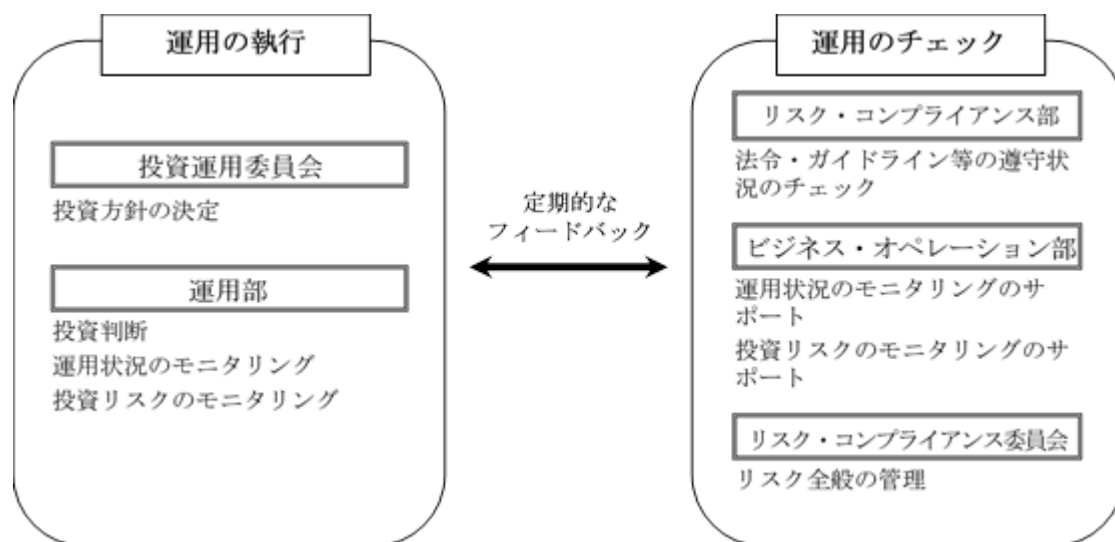 運用の執行
投資運用委員会
投資方針の決定
運用部
投資判断
運用状況のモニタリング
投資リスクのモニタリング
定期的な
フィードバック
運用のチェック
リスク・コンプライアンス部
法令・ガイドライン等の遵守状
況のチェック
ビジネス・オペレーション部
運用状況のモニタリングのサ
ポート
投資リスクのモニタリングのサ
ポート
リスク・コンプライアンス委員会
リスク全般の管理